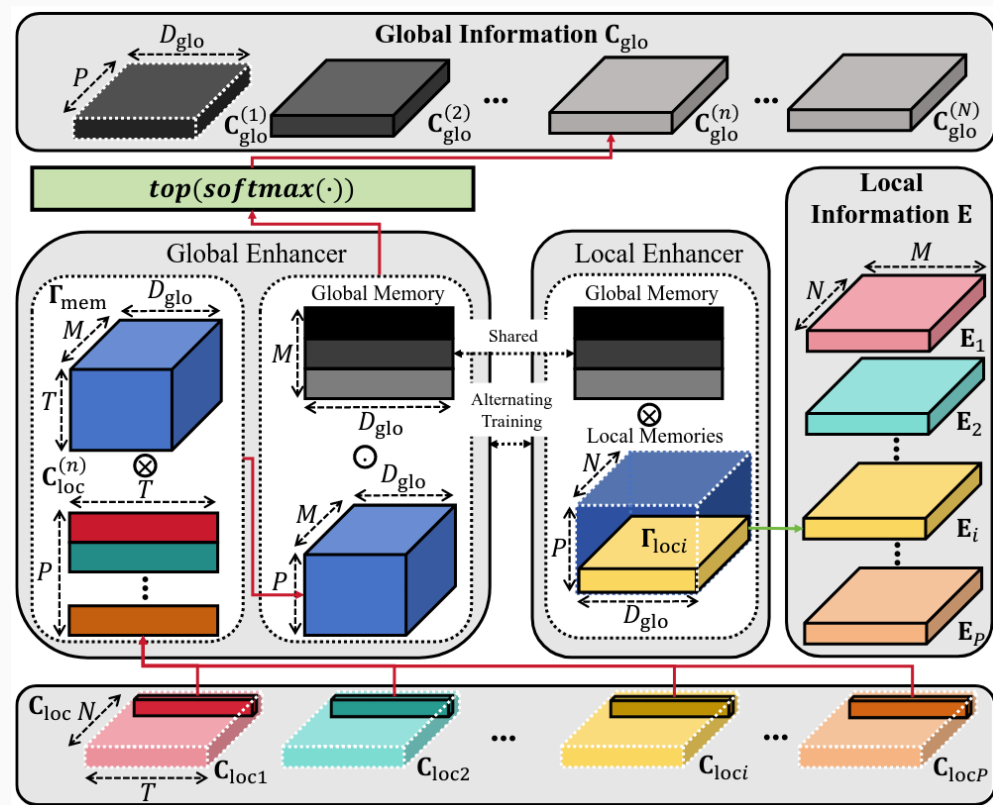 Global Information C_glo
D_glo
P
C_glo^(1)
C_glo^(2)
...
C_glo^(n)
...
C_glo^(N)
top(softmax(·))
Local
Information E
M
N
E_1
E_2
⋮
E_i
⋮
E_P
Global Enhancer
Γ_mem
D_glo
M
T
⊗
C_loc^(n)
T
P
⋮
Global Memory
M
D_glo
⊙
D_glo
M
P
Shared
Alternating
Training
Local Enhancer
Global Memory
⊗
Local Memories
N
P
Γ_loci
D_glo
C_loc
N
T
C_loc1
C_loc2
...
C_loci
...
C_locP